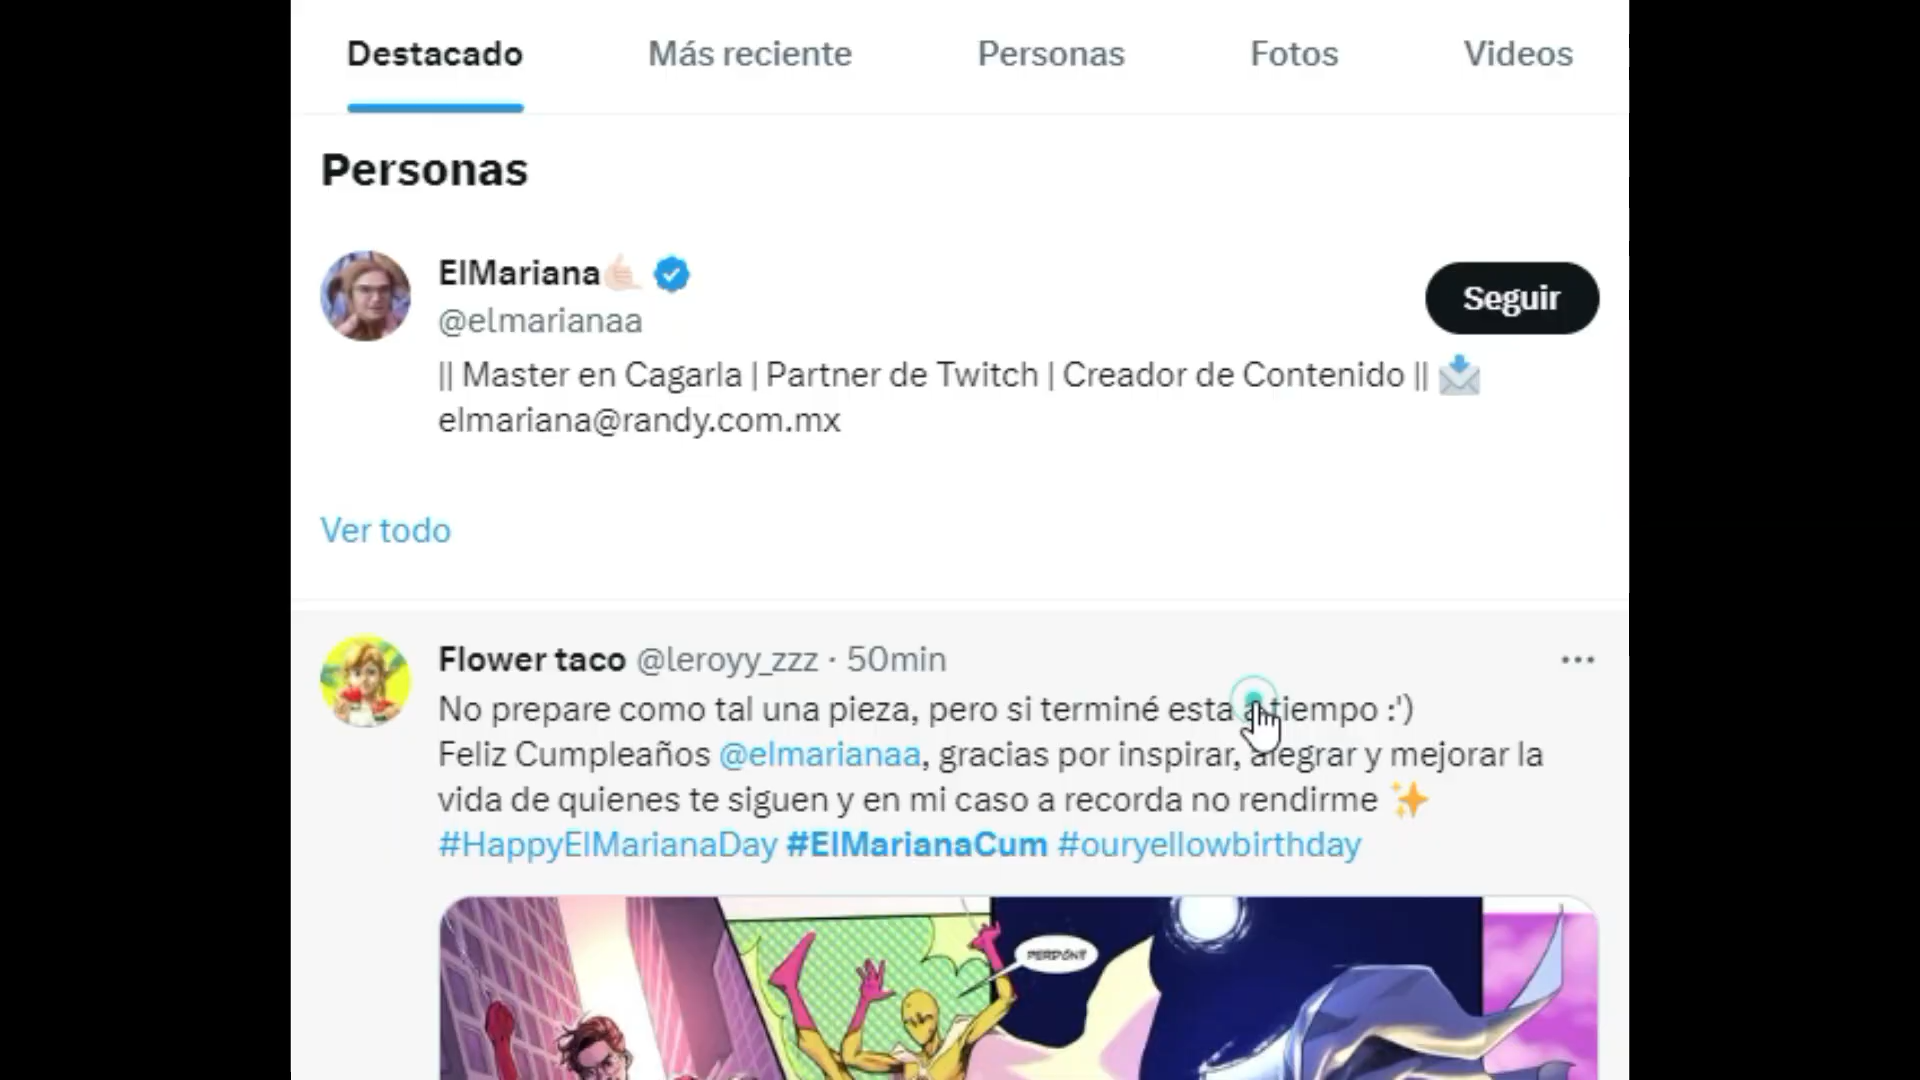 Destacado Más reciente Personas Fotos Videos
Personas
ElMariana🤙🏻
@elmarianaa
Seguir
|| Master en Cagarla | Partner de Twitch | Creador de Contenido || 📩
elmariana@randy.com.mx
Ver todo
Flower taco @leroyy_zzz · 50min
No prepare como tal una pieza, pero si terminé esta a tiempo :')
Feliz Cumpleaños @elmarianaa, gracias por inspirar, alegrar y mejorar la
vida de quienes te siguen y en mi caso a recorda no rendirme ✨
#HappyElMarianaDay #ElMarianaCum #ouryellowbirthday
PERDÓN!!